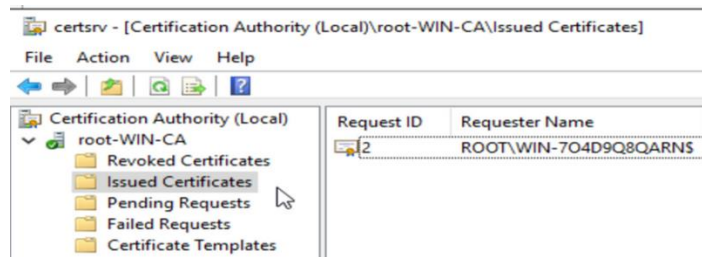 certsrv - [Certification Authority (Local)\root-WIN-CA\Issued Certificates]
File Action View Help
Certification Authority (Local)
root-WIN-CA
Revoked Certificates
Issued Certificates
Pending Requests
Failed Requests
Certificate Templates
Request ID Requester Name
2 ROOT\WIN-7O4D9Q8QARN$